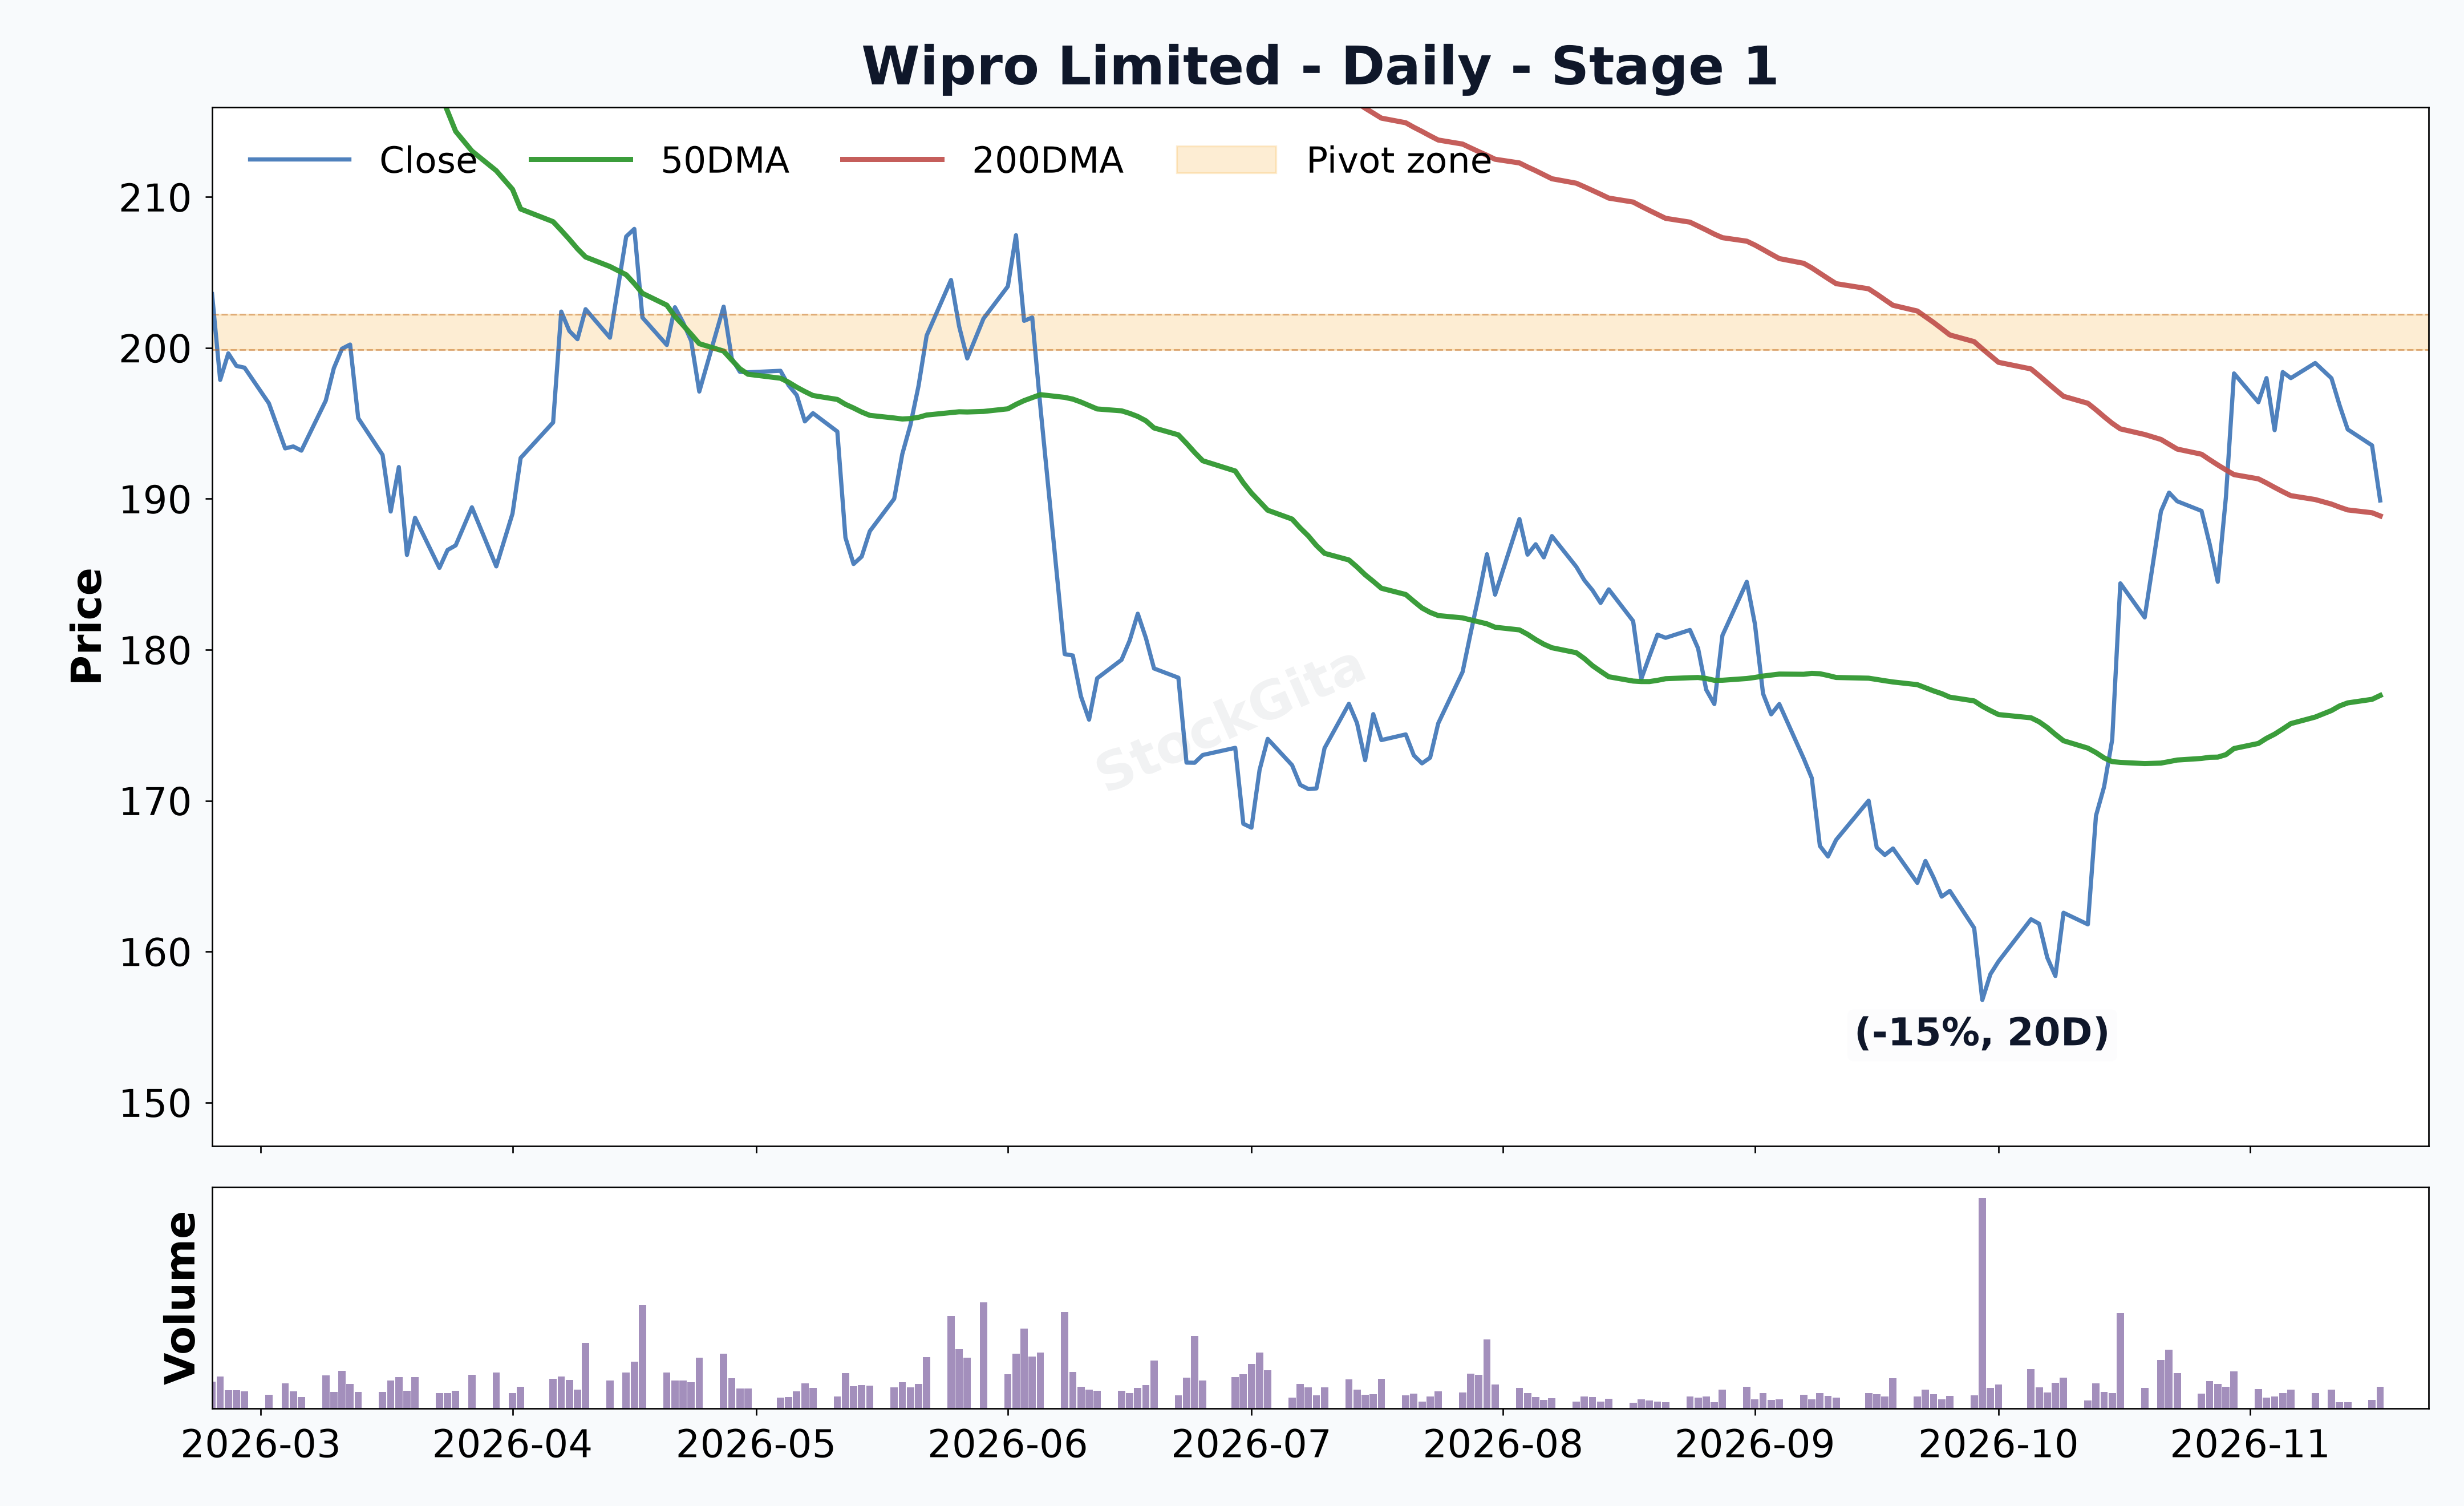 Wipro Limited - Daily - Stage 1
Close 50DMA 200DMA Pivot zone
210
200
190
180
170
160
150
Price
StockGita
(-15%, 20D)
Volume
2026-03 2026-04 2026-05 2026-06 2026-07 2026-08 2026-09 2026-10 2026-11